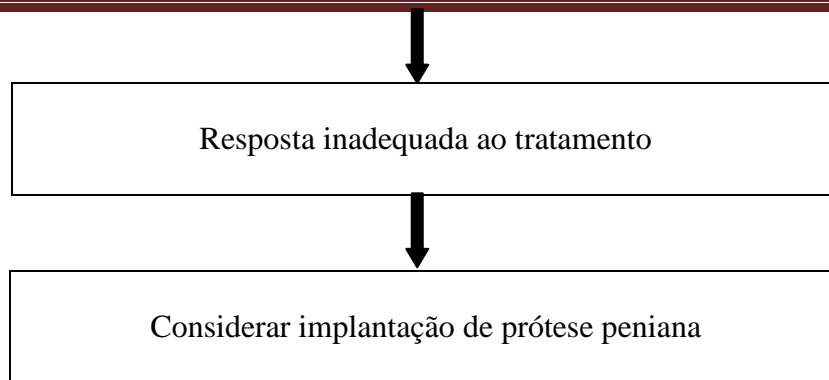 Resposta inadequada ao tratamento
Considerar implantação de prótese peniana